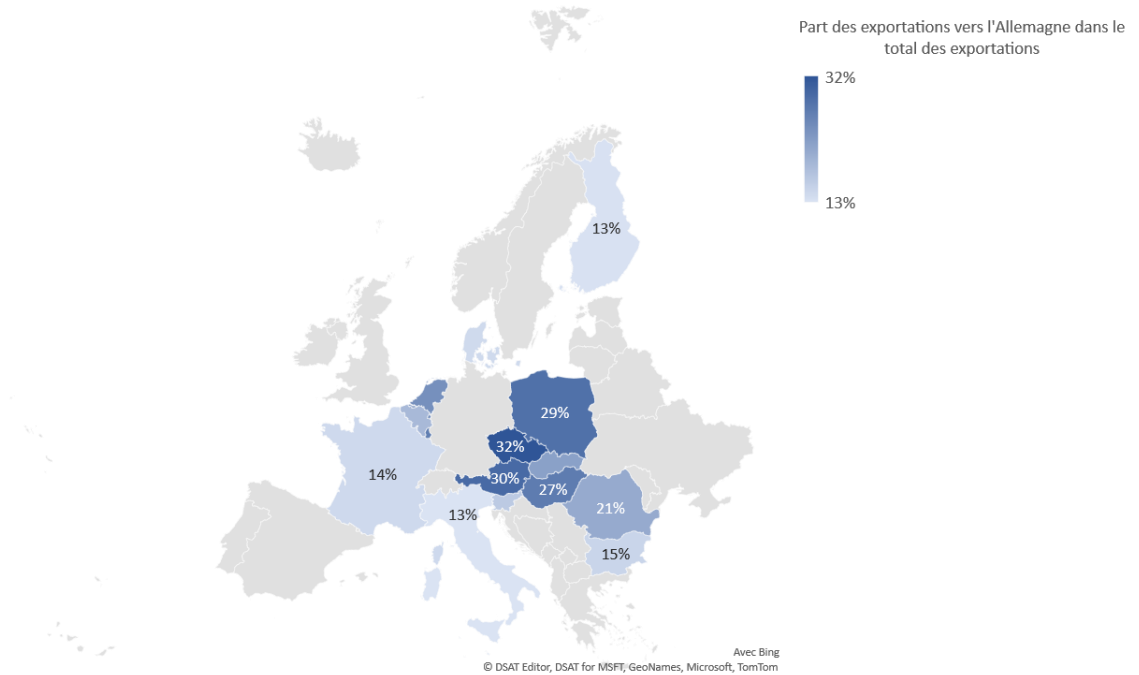 Part des exportations vers l'Allemagne dans le
total des exportations
32%
13%
13%
29%
32%
14%
30%
27%
21%
13%
15%
Avec Bing
© DSAT Editor, DSAT for MSFT, GeoNames, Microsoft, TomTom